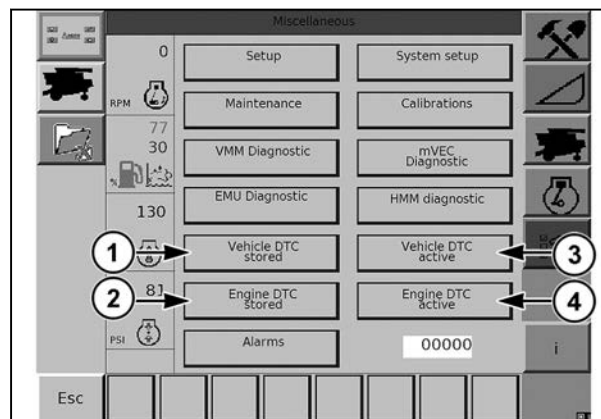 Miscellaneous
0
RPM
77
30
%
130
81
PSI
Setup
System setup
Maintenance
Calibrations
VMM Diagnostic
mVEC
Diagnostic
EMU Diagnostic
HMM diagnostic
1
Vehicle DTC
stored
Vehicle DTC
active
3
2
Engine DTC
stored
Engine DTC
active
4
Alarms
00000
i
Esc